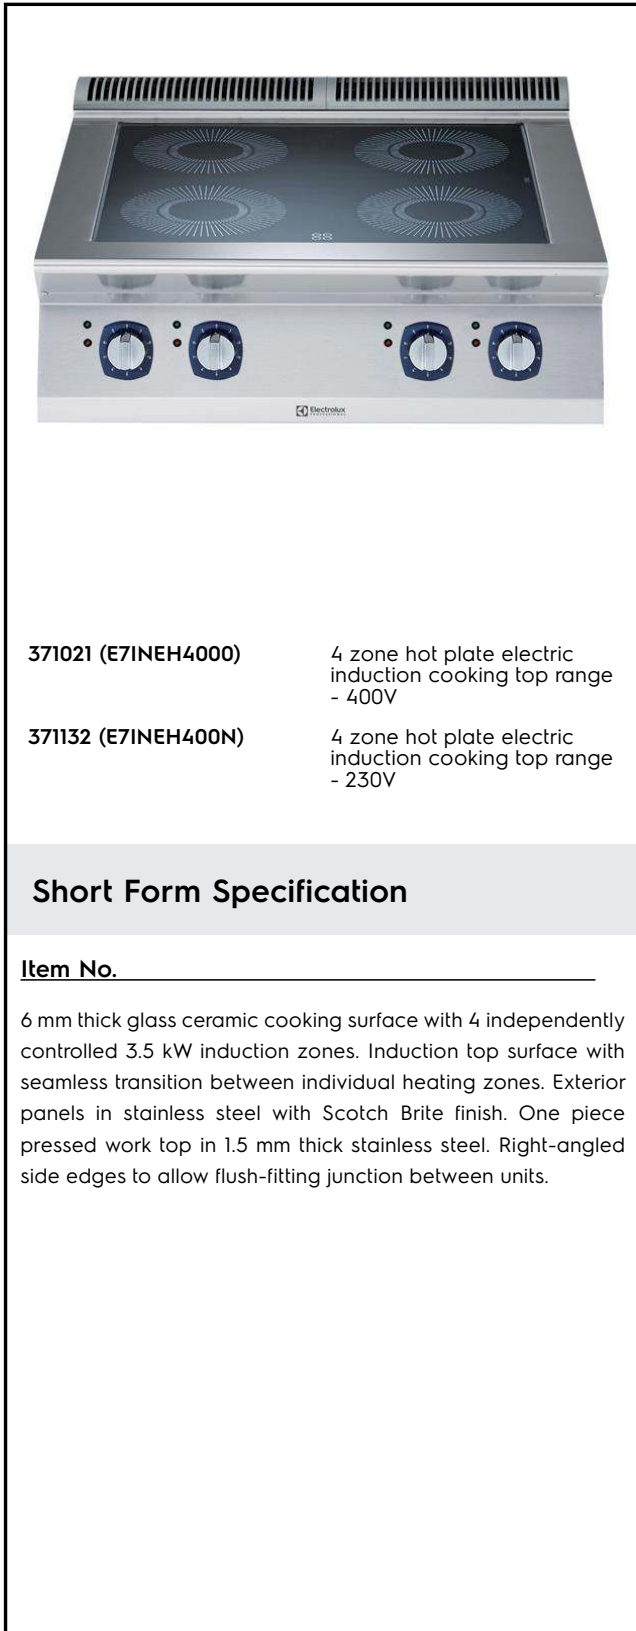 Electrolux
PROFESSIONAL
371021 (E7INEH4000)
4 zone hot plate electric
induction cooking top range
- 400V
371132 (E7INEH400N)
4 zone hot plate electric
induction cooking top range
- 230V
Short Form Specification
Item No.
6 mm thick glass ceramic cooking surface with 4 independently
controlled 3.5 kW induction zones. Induction top surface with
seamless transition between individual heating zones. Exterior
panels in stainless steel with Scotch Brite finish. One piece
pressed work top in 1.5 mm thick stainless steel. Right-angled
side edges to allow flush-fitting junction between units.